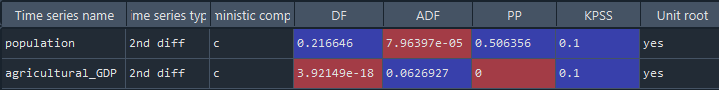 Time series name ime series typ ministic comp DF ADF PP KPSS Unit root
population 2nd diff c 0.216646 7.96397e-05 0.506356 0.1 yes
agricultural_GDP 2nd diff c 3.92149e-18 0.0626927 0 0.1 yes